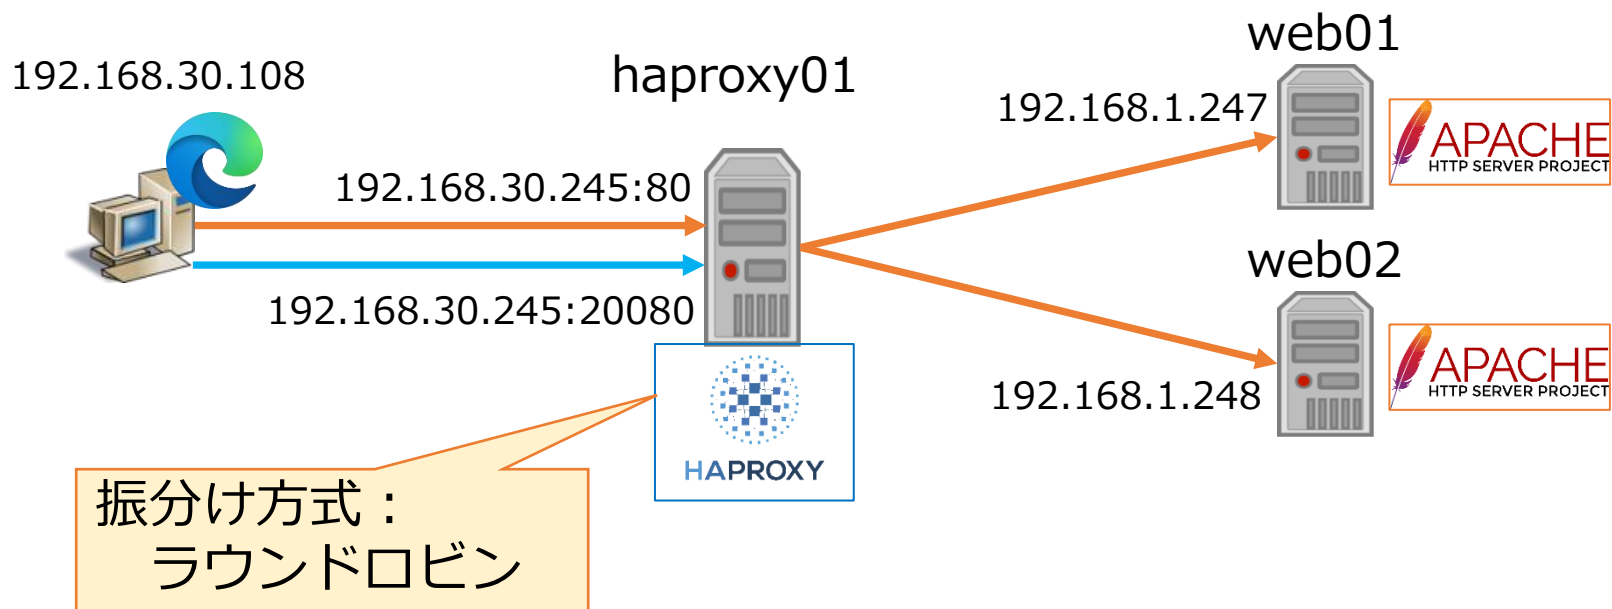 192.168.30.108
haproxy01
web01
192.168.1.247
APACHE
HTTP SERVER PROJECT
192.168.30.245:80
192.168.30.245:20080
web02
192.168.1.248
APACHE
HTTP SERVER PROJECT
HAPROXY
振分け方式：
ラウンドロビン